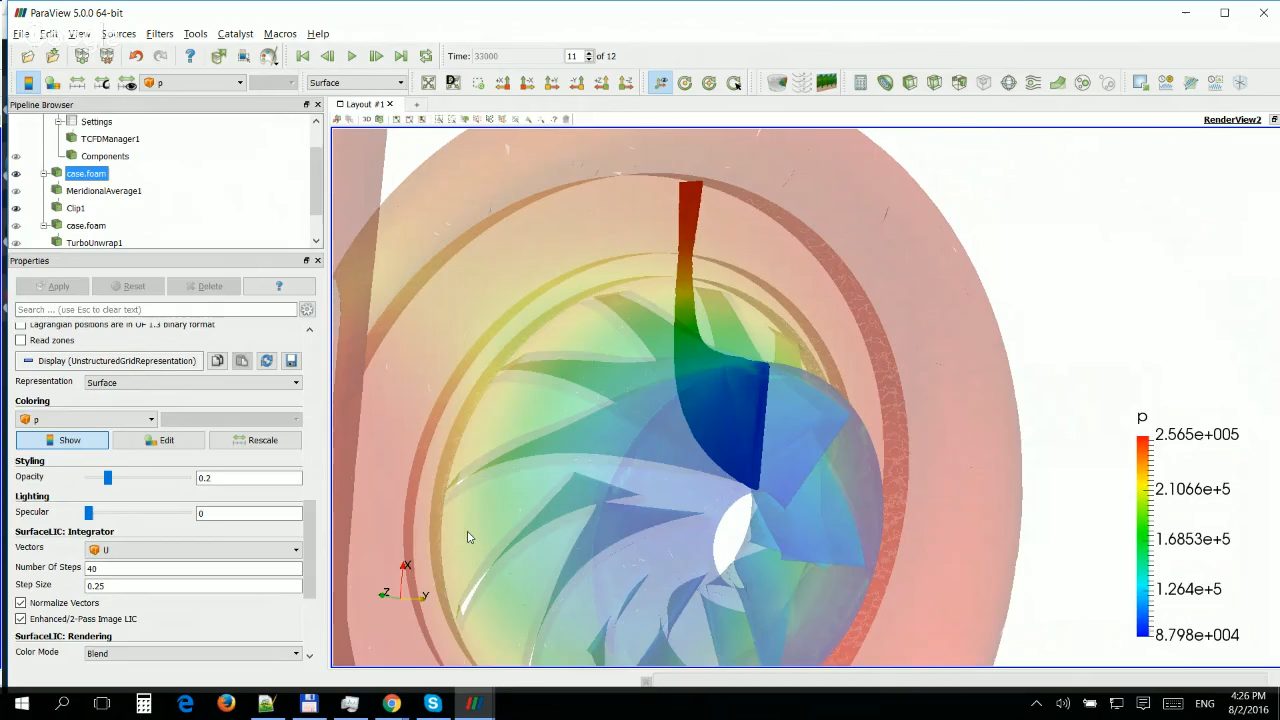 ParaView 5.0.0 64-bit
File Edit View Sources Filters Tools Catalyst Macros Help
Time: 33000 11 of 12
p Surface
Pipeline Browser
Settings
TCFDManager1
Components
case.foam
MeridionalAverage1
Clip1
case.foam
TurboUnwrap1
Properties
Apply Reset Delete ?
Search ... (use Esc to clear text)
Lagrangian positions are in OF 1.3 binary format
Read zones
Display (UnstructuredGridRepresentation)
Representation Surface
Coloring
p
Show Edit Rescale
Styling
Opacity 0.2
Lighting
Specular 0
SurfaceLIC: Integrator
Vectors U
Number Of Steps 40
Step Size 0.25
Normalize Vectors
Enhanced/2-Pass Image LIC
SurfaceLIC: Rendering
Color Mode Blend
Layout #1
3D
RenderView2
X
Z Y
p
2.565e+005
2.1066e+5
1.6853e+5
1.264e+5
8.798e+004
ENG
4:26 PM
8/2/2016